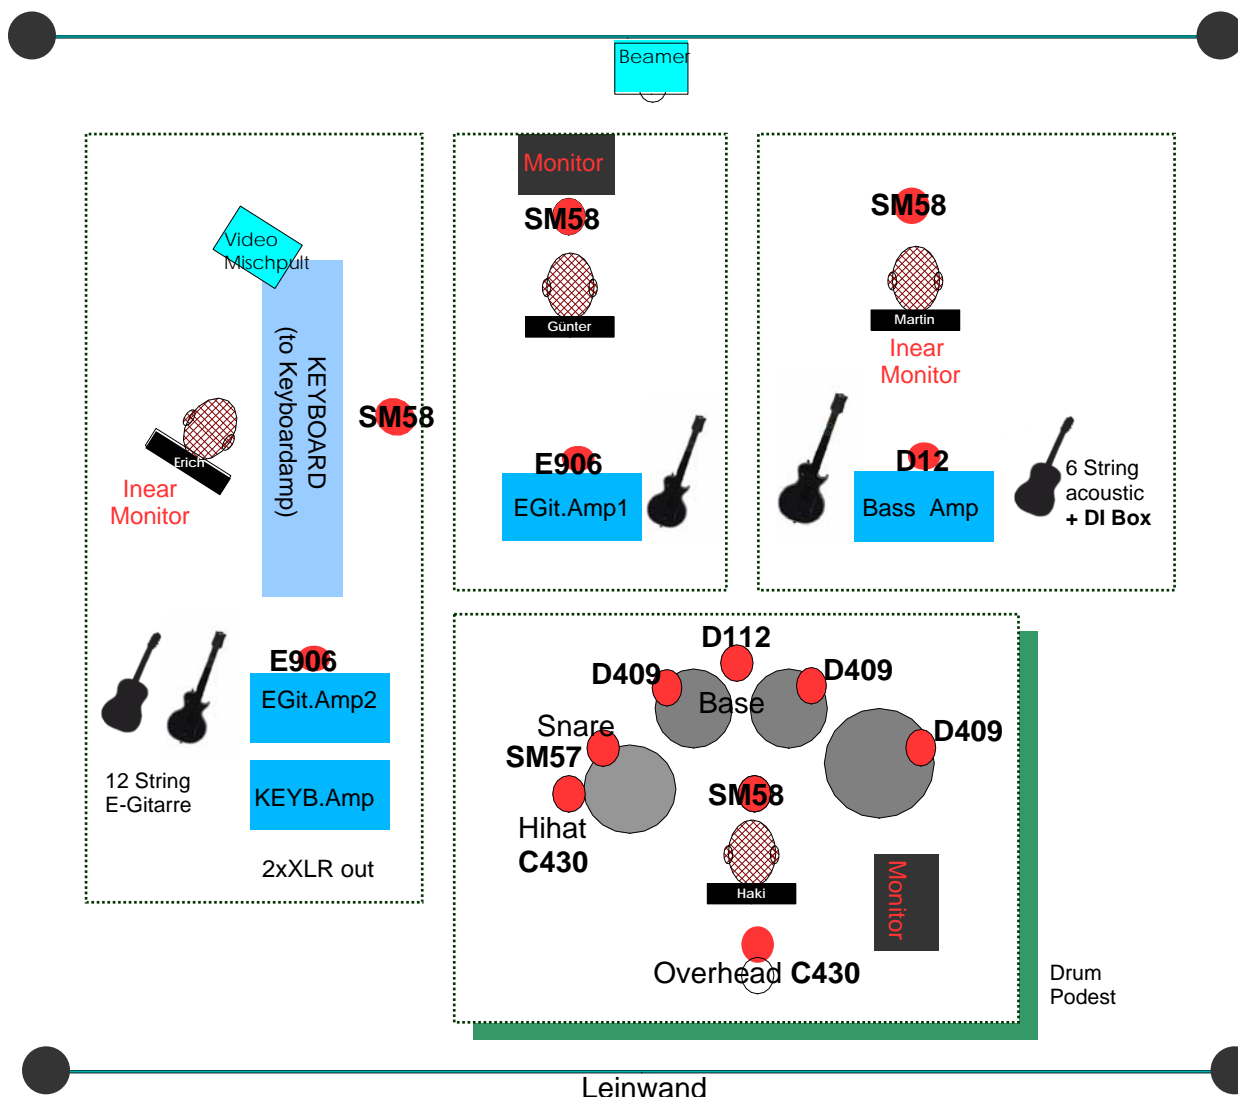 Beamer
Video
Mischpult
KEYBOARD
(to Keyboardamp)
SM58
Erich
Inear
Monitor
E906
EGit.Amp2
KEYB.Amp
12 String
E-Gitarre
2xXLR out
Monitor
SM58
Günter
E906
EGit.Amp1
SM58
Martin
Inear
Monitor
D12
Bass Amp
6 String
acoustic
+ DI Box
D112
D409
D409
Base
Snare
D409
SM57
SM58
Hihat
C430
Haki
Monitor
Overhead C430
Drum
Podest
Leinwand